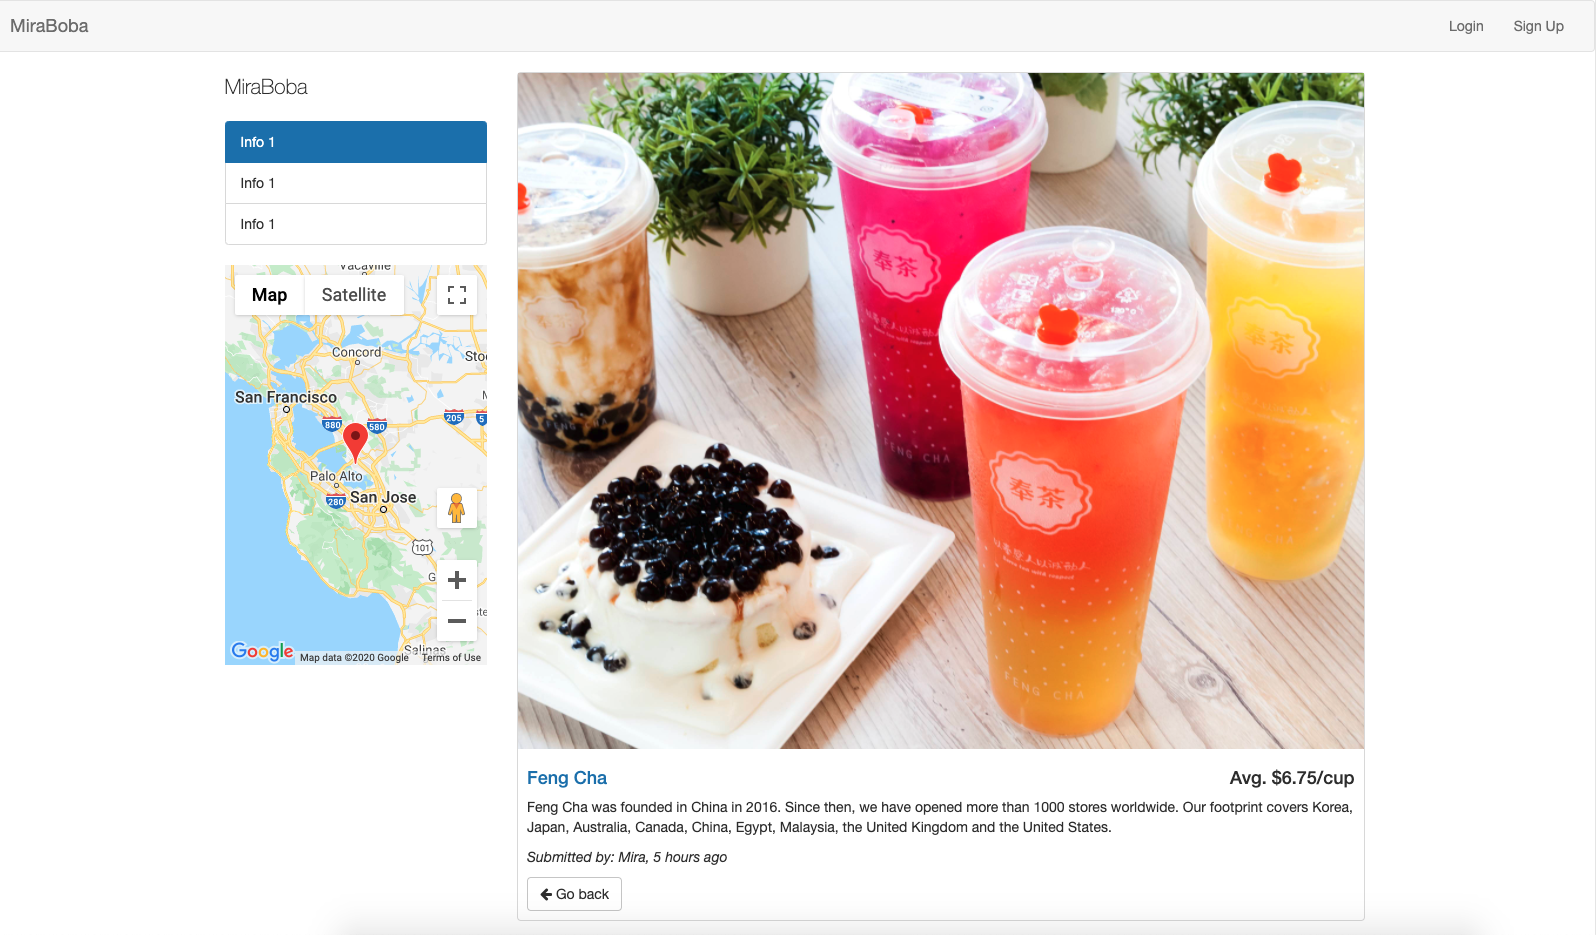 MiraBoba
Login
Sign Up
MiraBoba
Info 1
Info 1
Info 1
Vacaville
Map
Satellite
Concord
Sto
San Francisco
205
5
880
580
Palo Alto
280
San Jose
101
G
ste
Salinas
Google
Map data ©2020 Google
Terms of Use
奉茶
奉茶
奉茶
FENG CHA
FENG CHA
FENG CHA
Feng Cha
Avg. $6.75/cup
Feng Cha was founded in China in 2016. Since then, we have opened more than 1000 stores worldwide. Our footprint covers Korea,
Japan, Australia, Canada, China, Egypt, Malaysia, the United Kingdom and the United States.
Submitted by: Mira, 5 hours ago
Go back